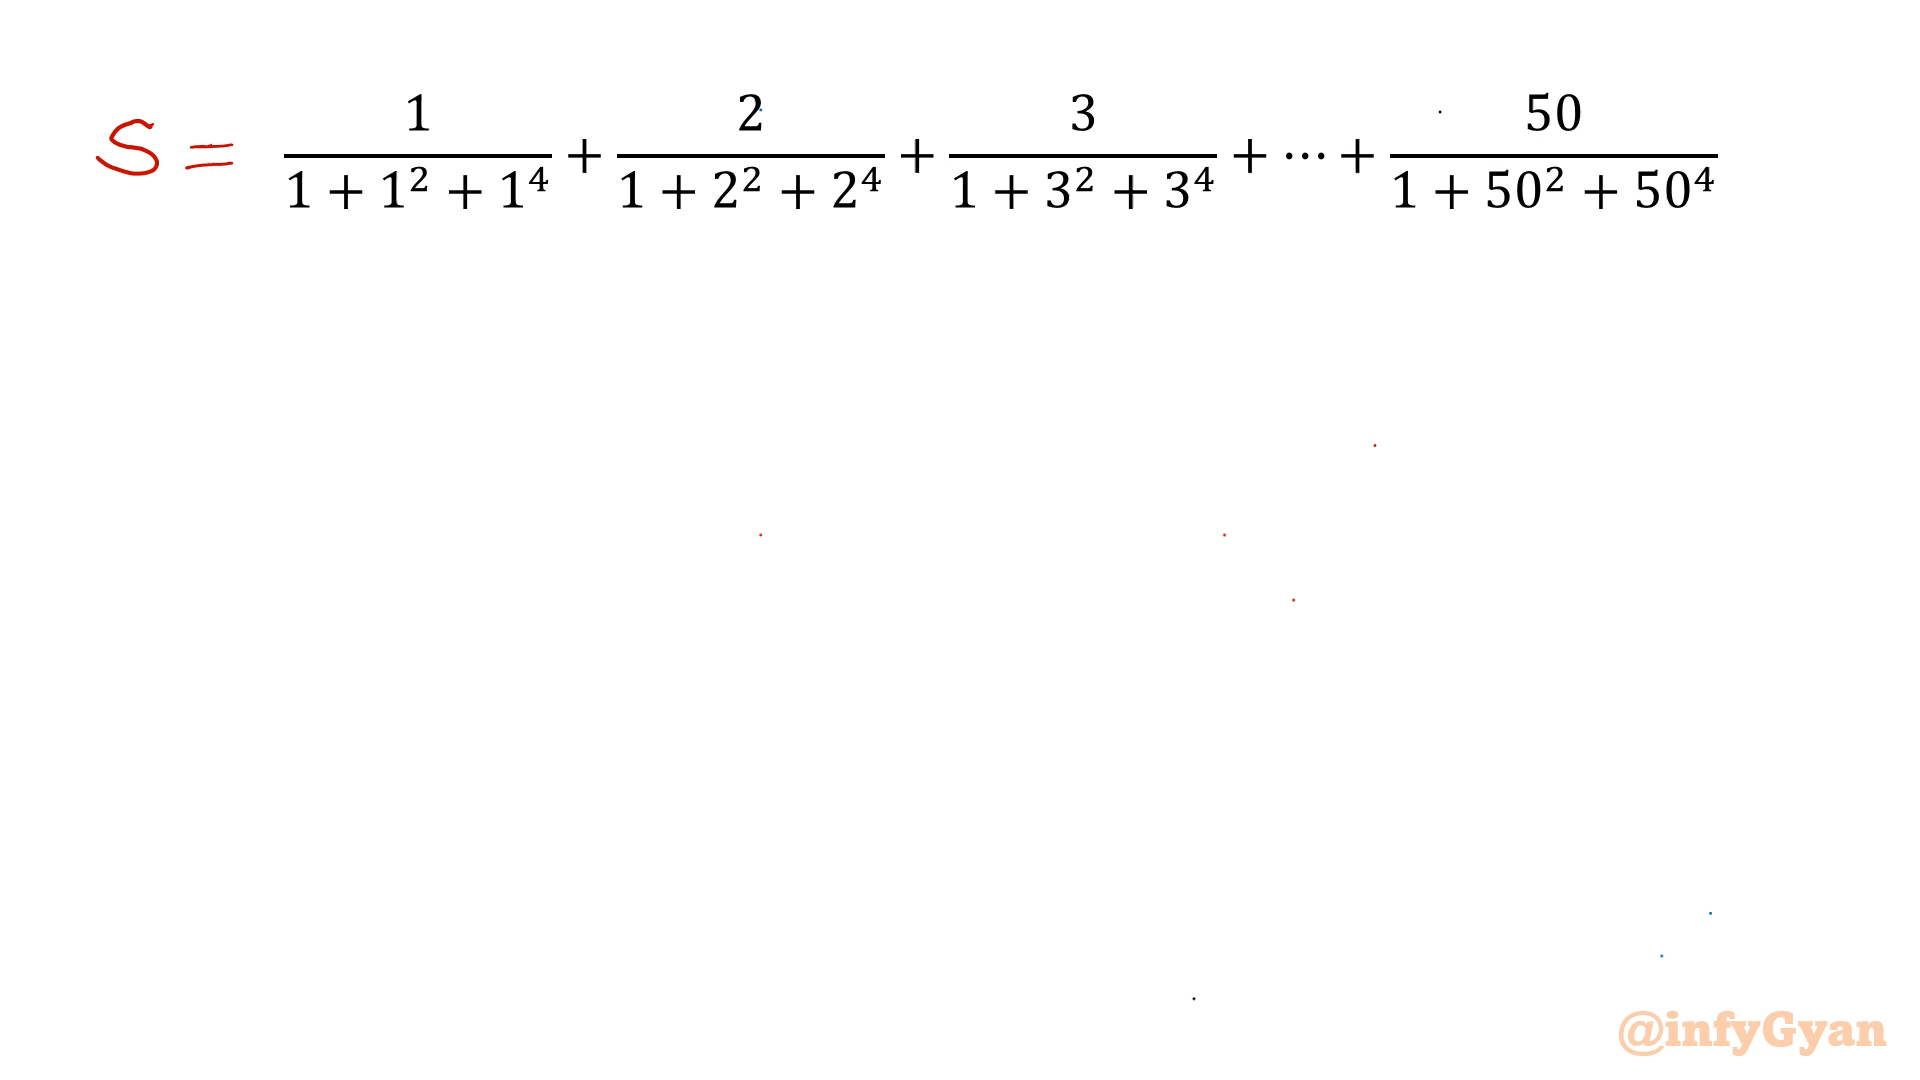 S = 1/(1 + 1² + 1⁴) + 2/(1 + 2² + 2⁴) + 3/(1 + 3² + 3⁴) + ⋯ + 50/(1 + 50² + 50⁴)
@infyGyan